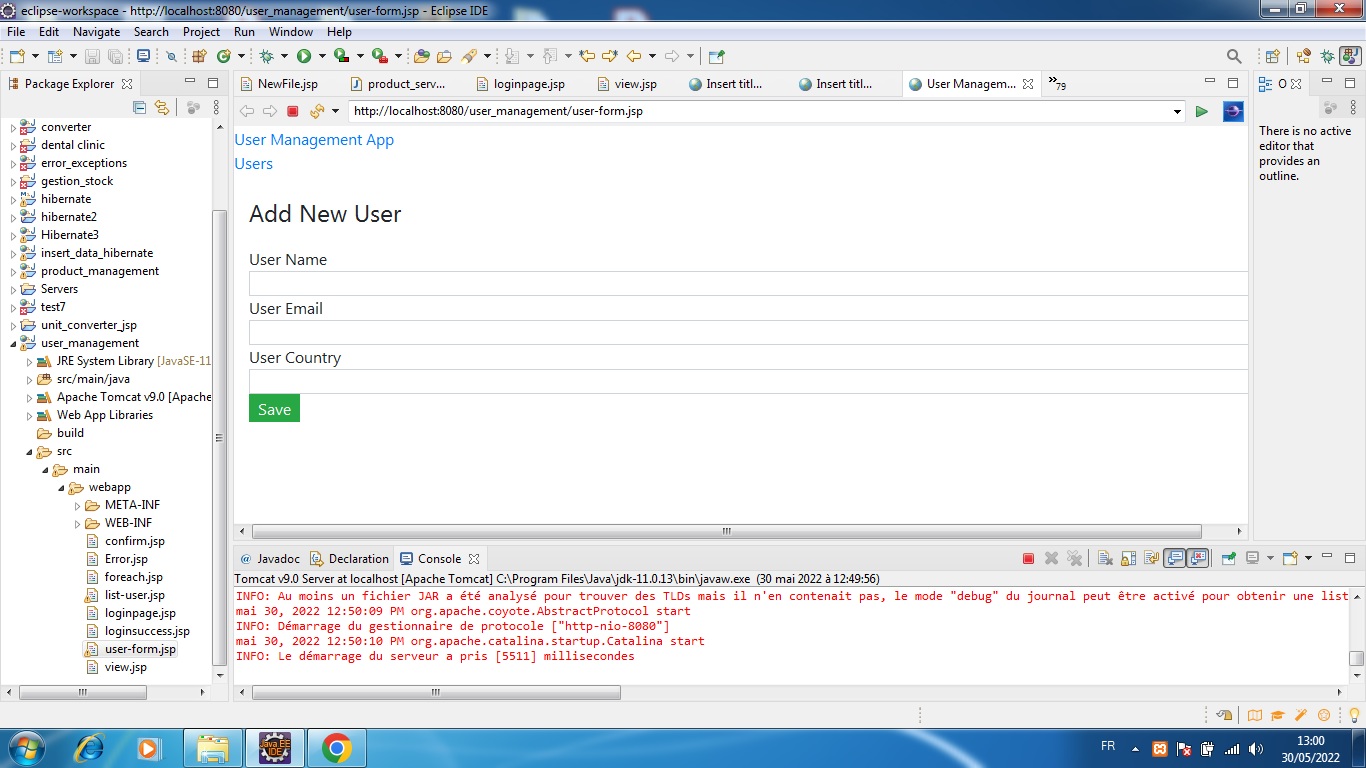 eclipse-workspace - http://localhost:8080/user_management/user-form.jsp - Eclipse IDE
File Edit Navigate Search Project Run Window Help
Package Explorer
NewFile.jsp
product_serv...
loginpage.jsp
view.jsp
Insert titl...
Insert titl...
User Managem...
79
O
http://localhost:8080/user_management/user-form.jsp
converter
dental clinic
error_exceptions
gestion_stock
hibernate
hibernate2
Hibernate3
insert_data_hibernate
product_management
Servers
test7
unit_converter_jsp
user_management
JRE System Library [JavaSE-11
src/main/java
Apache Tomcat v9.0 [Apache
Web App Libraries
build
src
main
webapp
META-INF
WEB-INF
confirm.jsp
Error.jsp
foreach.jsp
list-user.jsp
loginpage.jsp
loginsuccess.jsp
user-form.jsp
view.jsp
User Management App
Users
Add New User
User Name
User Email
User Country
Save
There is no active
editor that
provides an
outline.
@ Javadoc
Declaration
Console
Tomcat v9.0 Server at localhost [Apache Tomcat] C:\Program Files\Java\jdk-11.0.13\bin\javaw.exe (30 mai 2022 à 12:49:56)
INFO: Au moins un fichier JAR a été analysé pour trouver des TLDs mais il n'en contenait pas, le mode "debug" du journal peut être activé pour obtenir une list
mai 30, 2022 12:50:09 PM org.apache.coyote.AbstractProtocol start
INFO: Démarrage du gestionnaire de protocole ["http-nio-8080"]
mai 30, 2022 12:50:10 PM org.apache.catalina.startup.Catalina start
INFO: Le démarrage du serveur a pris [5511] millisecondes
Java EE
IDE
FR
13:00
30/05/2022